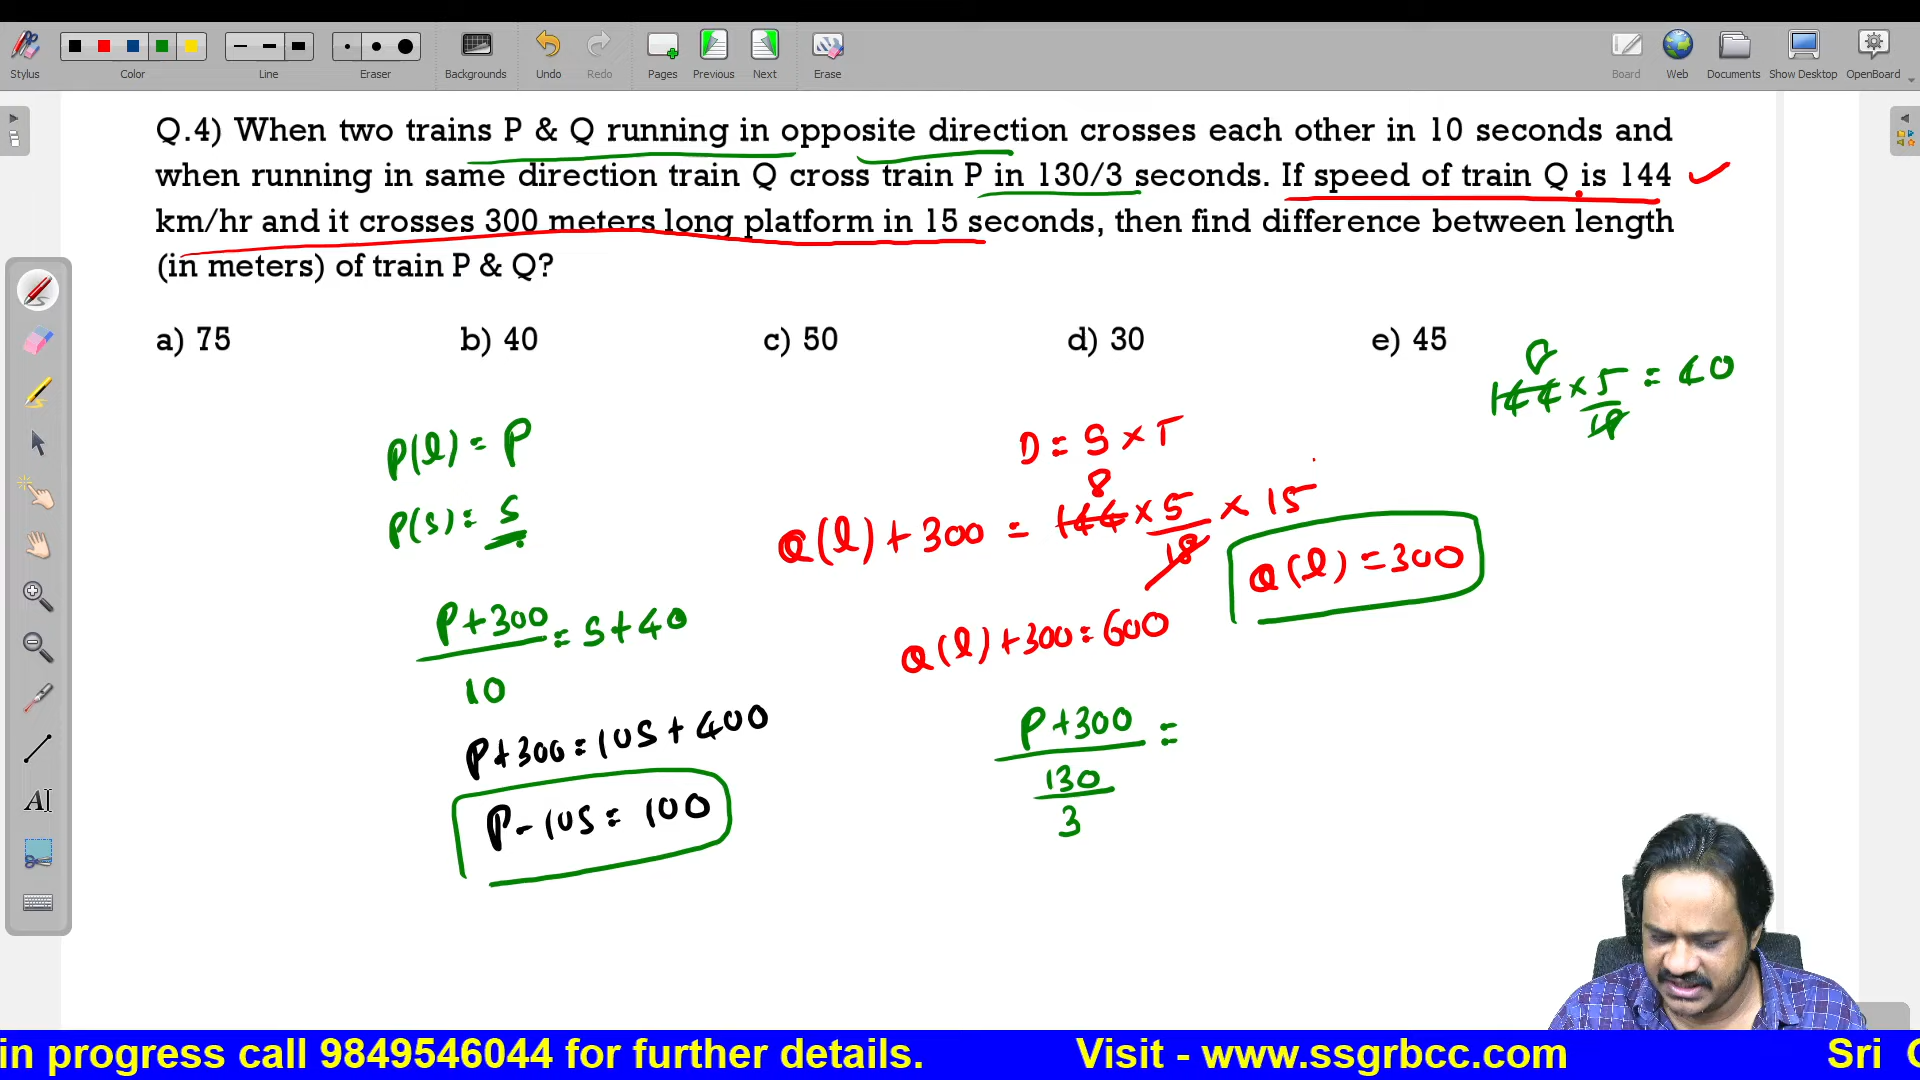 Stylus
Color
Line
Eraser
Backgrounds
Undo
Redo
Pages
Previous
Next
Erase
Board
Web
Documents
Show Desktop
OpenBoard
Q.4) When two trains P & Q running in opposite direction crosses each other in 10 seconds and
when running in same direction train Q cross train P in 130/3 seconds. If speed of train Q is 144
km/hr and it crosses 300 meters long platform in 15 seconds, then find difference between length
(in meters) of train P & Q?
a) 75 b) 40 c) 50 d) 30 e) 45
8
144 × 5 = 40
18
P(l) = P
P(s) = s
P+300 = s+40
10
P+300 = 10s + 400
P - 10s = 100
D = S × T
8
Q(l) + 300 = 144 × 5 × 15
18
Q(l) = 300
Q(l) + 300 = 600
P+300 =
130
3
AI
in progress call 9849546044 for further details. Visit - www.ssgrbcc.com Sri